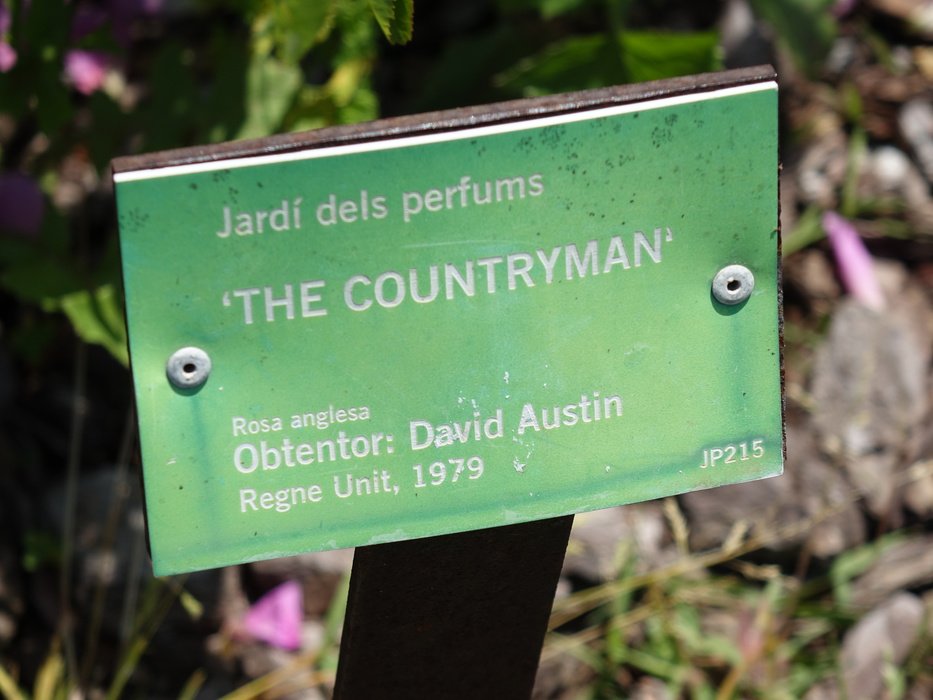 Jardí dels perfums
‘THE COUNTRYMAN’
Rosa anglesa
Obtentor: David Austin
Regne Unit, 1979
JP215